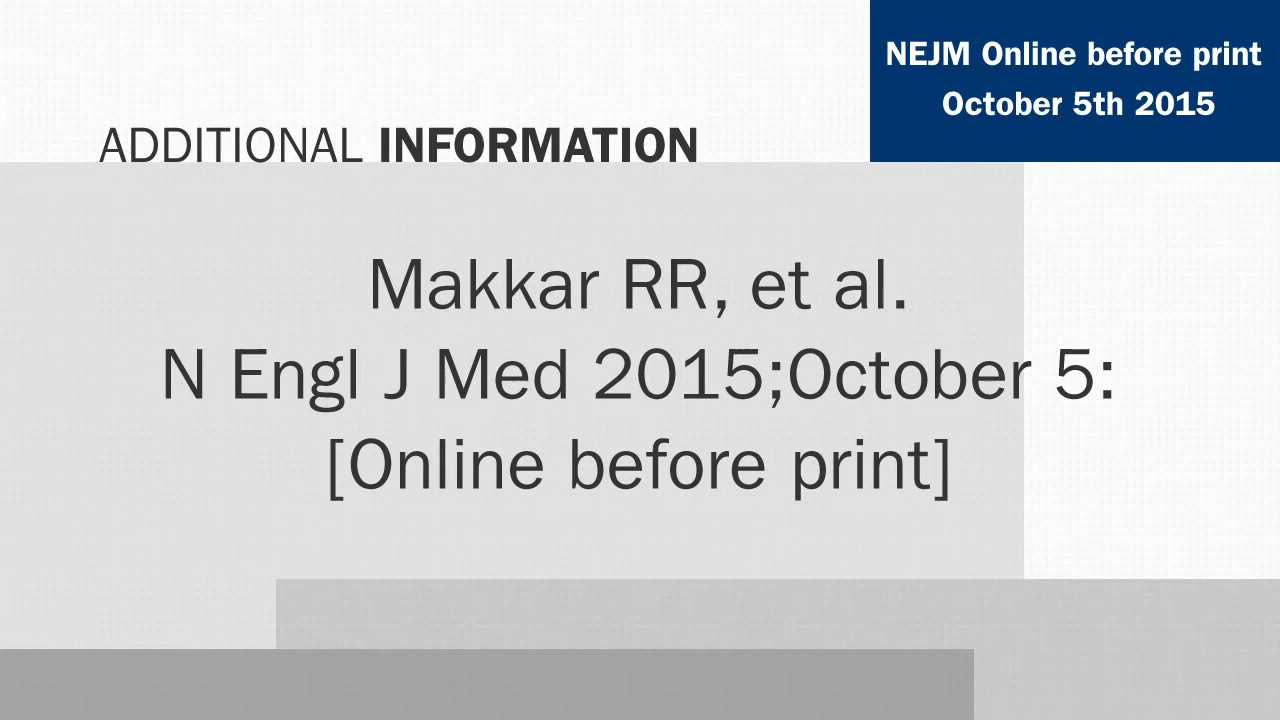 NEJM Online before print
October 5th 2015
ADDITIONAL INFORMATION
Makkar RR, et al.
N Engl J Med 2015;October 5:
[Online before print]